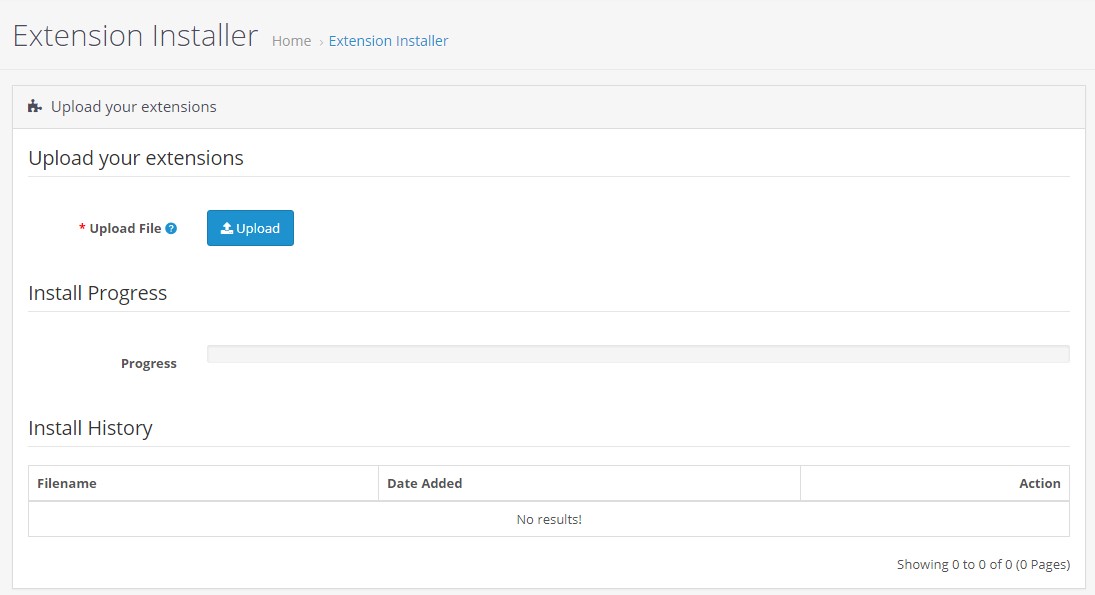 Extension Installer Home › Extension Installer
Upload your extensions
Upload your extensions
* Upload File ? Upload
Install Progress
Progress
Install History
Filename Date Added Action
No results!
Showing 0 to 0 of 0 (0 Pages)